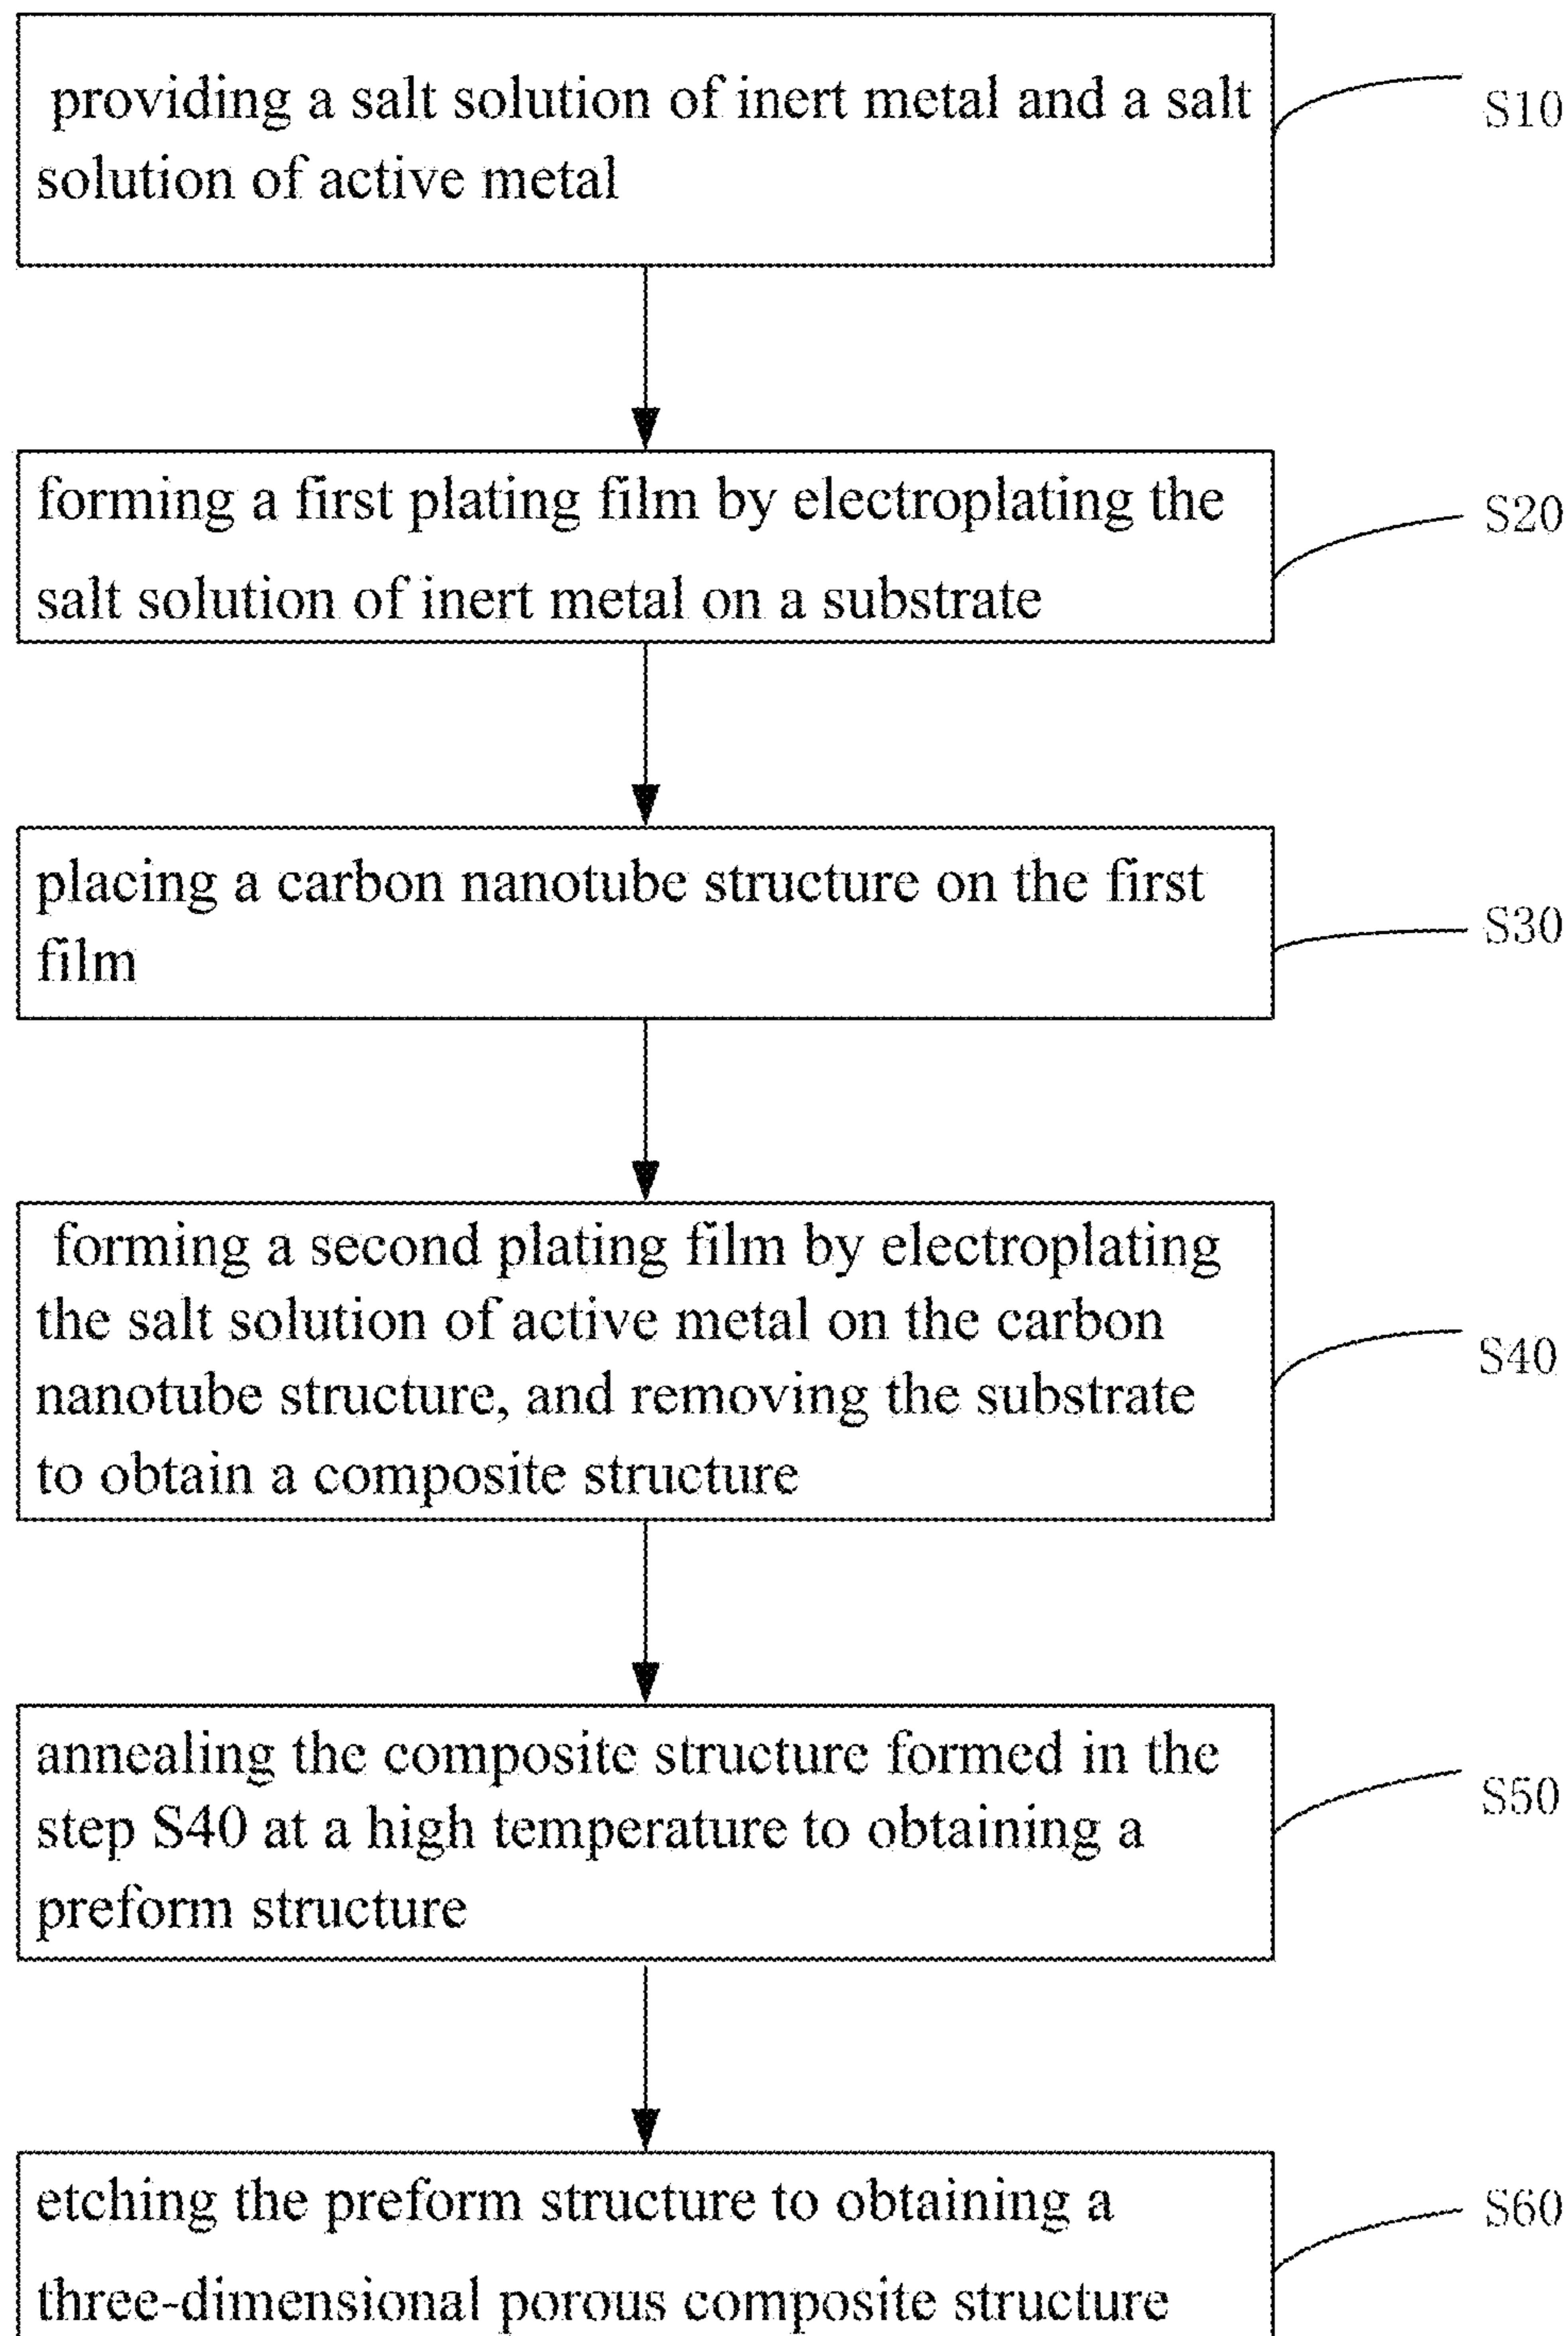 providing a salt solution of inert metal and a salt
solution of active metal
S10
forming a first plating film by electroplating the
salt solution of inert metal on a substrate
S20
placing a carbon nanotube structure on the first
film
S30
forming a second plating film by electroplating
the salt solution of active metal on the carbon
nanotube structure, and removing the substrate
to obtain a composite structure
S40
annealing the composite structure formed in the
step S40 at a high temperature to obtaining a
preform structure
S50
etching the preform structure to obtaining a
three-dimensional porous composite structure
S60